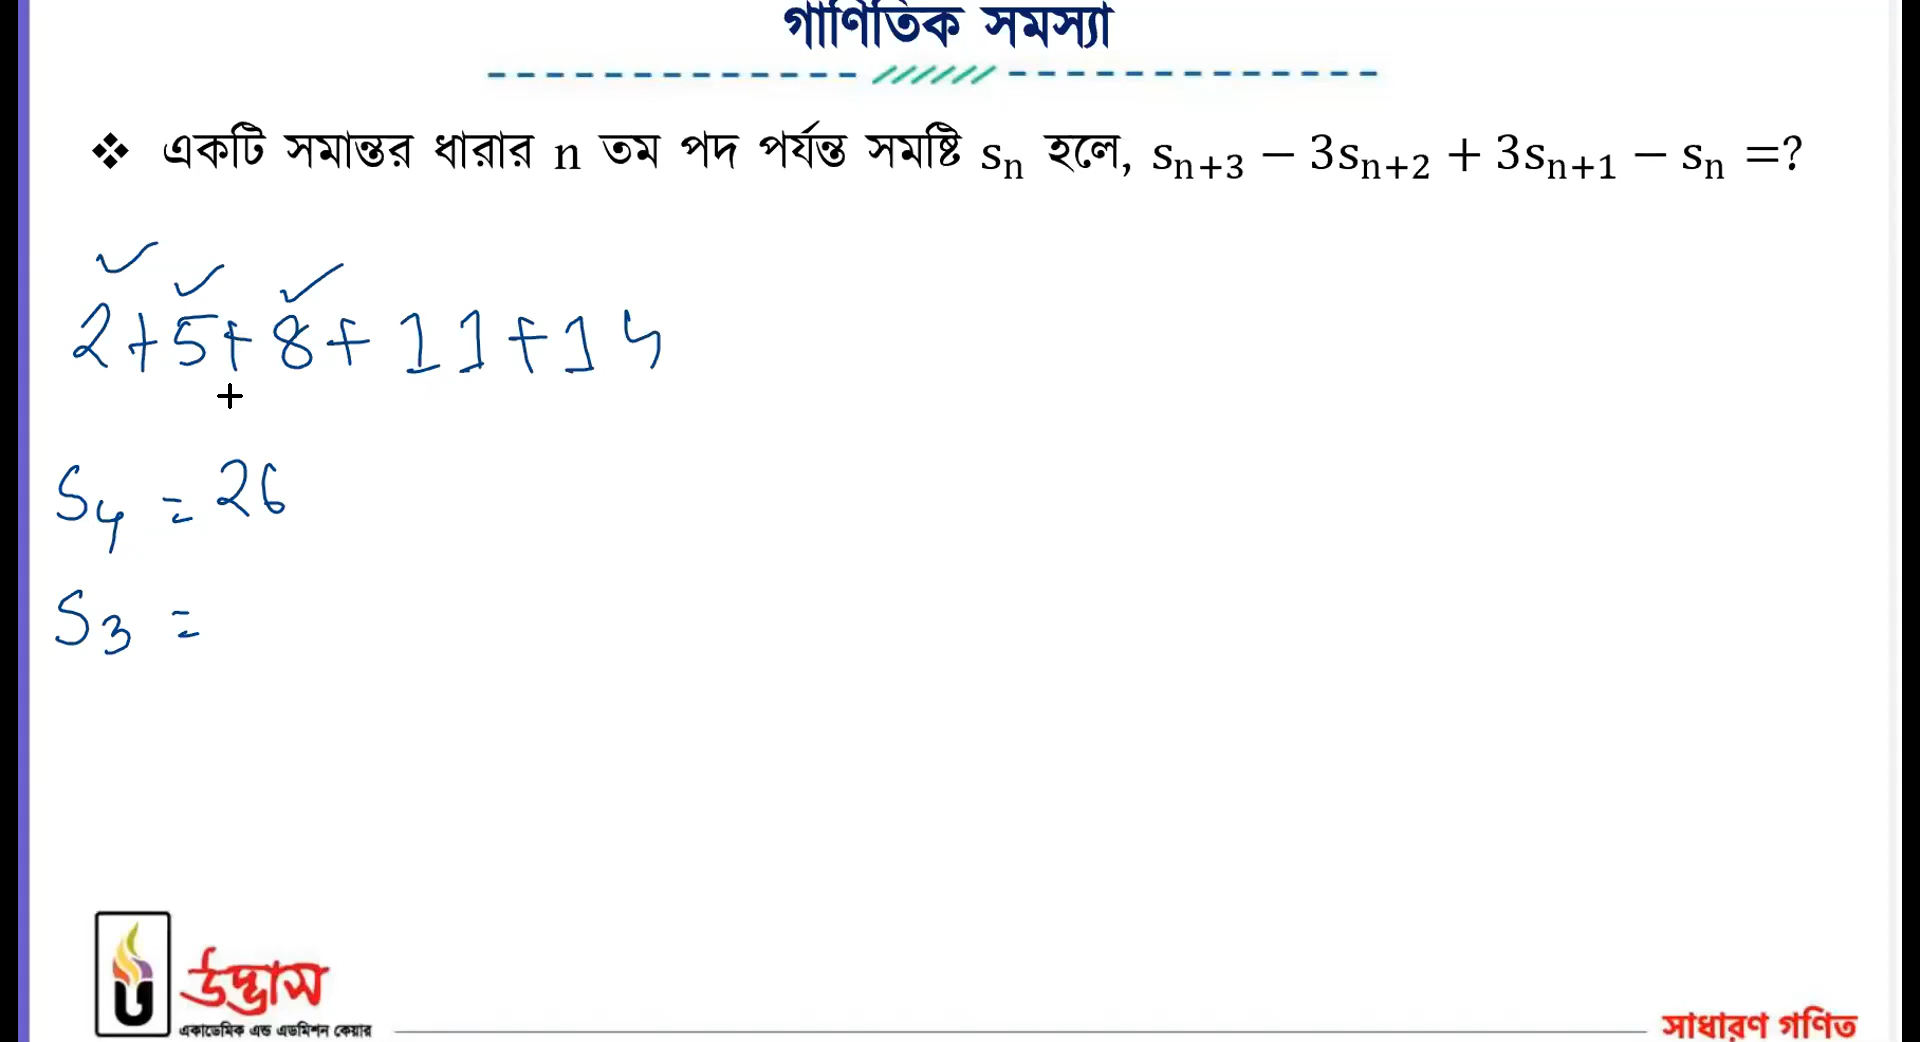 গাণিতিক সমস্যা
❖ একটি সমান্তর ধারার n তম পদ পর্যন্ত সমষ্টি sₙ হলে, sₙ₊₃ − 3sₙ₊₂ + 3sₙ₊₁ − sₙ =?
2+5+8+11+14
S₄ = 26
S₃ =
উদ্ভাস
একাডেমিক এন্ড এডমিশন কেয়ার
সাধারণ গণিত